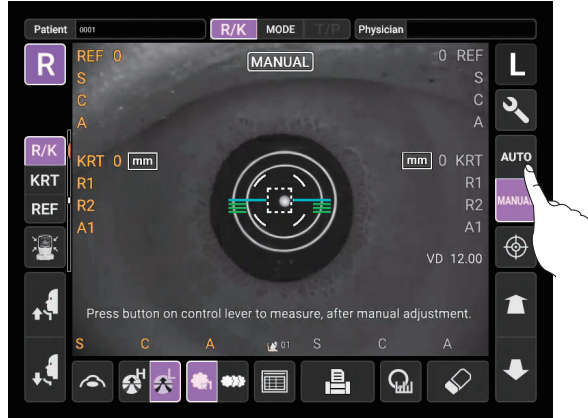 Patient 0001 R/K MODE T/P Physician
R REF 0 MANUAL 0 REF L
S S
C C
A A
R/K KRT 0 mm mm 0 KRT AUTO
KRT R1 R1
REF R2 R2 MANUAL
A1 A1
VD 12.00
Press button on control lever to measure, after manual adjustment.
S C A 01 S C A
H L x1